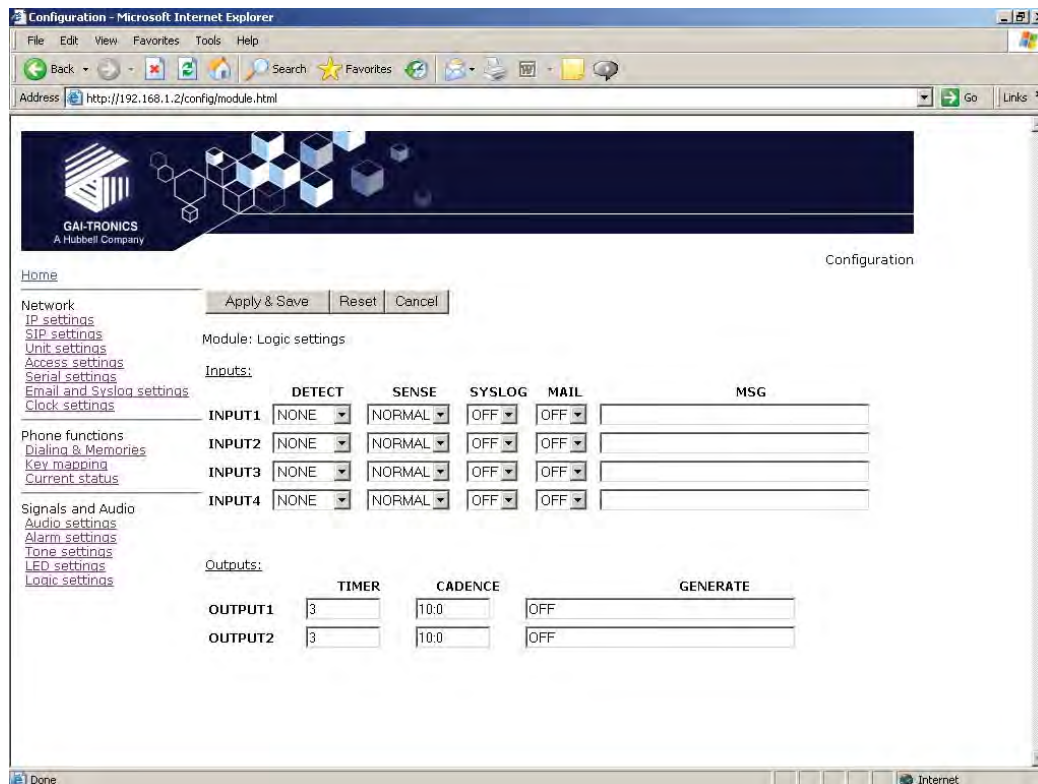 Configuration - Microsoft Internet Explorer
File Edit View Favorites Tools Help
Back Search Favorites
Address http://192.168.1.2/config/module.html Go Links
GAI-TRONICS
A Hubbell Company
Configuration
Home
Network
IP settings
SIP settings
Unit settings
Access settings
Serial settings
Email and Syslog settings
Clock settings
Phone functions
Dialing & Memories
Key mapping
Current status
Signals and Audio
Audio settings
Alarm settings
Tone settings
LED settings
Logic settings
Apply & Save Reset Cancel
Module: Logic settings
Inputs:
DETECT SENSE SYSLOG MAIL MSG
INPUT1 NONE NORMAL OFF OFF
INPUT2 NONE NORMAL OFF OFF
INPUT3 NONE NORMAL OFF OFF
INPUT4 NONE NORMAL OFF OFF
Outputs:
TIMER CADENCE GENERATE
OUTPUT1 3 10:0 OFF
OUTPUT2 3 10:0 OFF
Done Internet